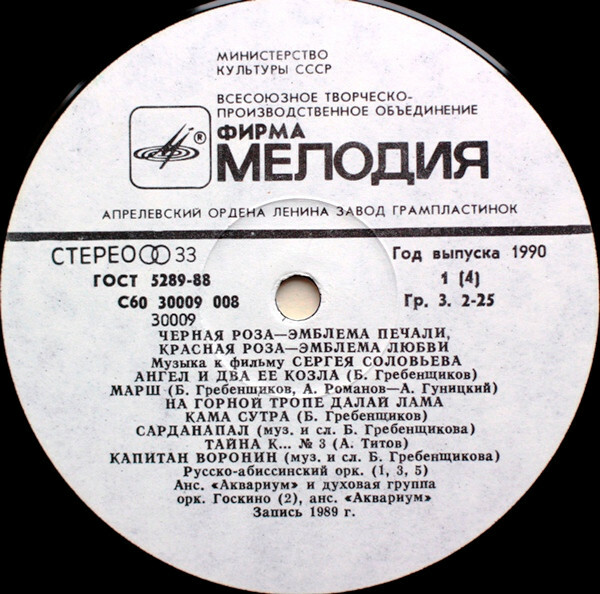 МИНИСТЕРСТВО
КУЛЬТУРЫ СССР
ВСЕСОЮЗНОЕ ТВОРЧЕСКО-
ПРОИЗВОДСТВЕННОЕ ОБЪЕДИНЕНИЕ
ФИРМА
МЕЛОДИЯ
®
АПРЕЛЕВСКИЙ ОРДЕНА ЛЕНИНА ЗАВОД ГРАМПЛАСТИНОК
СТЕРЕО 33
Год выпуска 1990
ГОСТ 5289-88
1 (4)
С60 30009 008
Гр. 3. 2-25
30009
ЧЕРНАЯ РОЗА—ЭМБЛЕМА ПЕЧАЛИ,
КРАСНАЯ РОЗА—ЭМБЛЕМА ЛЮБВИ
Музыка к фильму СЕРГЕЯ СОЛОВЬЕВА
АНГЕЛ И ДВА ЕЕ КОЗЛА (Б. Гребенщиков)
МАРШ (Б. Гребенщиков, А. Романов—А. Гуницкий)
НА ГОРНОЙ ТРОПЕ ДАЛАЙ ЛАМА
КАМА СУТРА (Б. Гребенщиков)
САРДАНАПАЛ (муз. и сл. Б. Гребенщикова)
ТАЙНА К... № 3 (А. Титов)
КАПИТАН ВОРОНИН (муз. и сл. Б. Гребенщикова)
Русско-абиссинский орк. (1, 3, 5)
Анс. «Аквариум» и духовая группа
орк. Госкино (2), анс. «Аквариум»
Запись 1989 г.